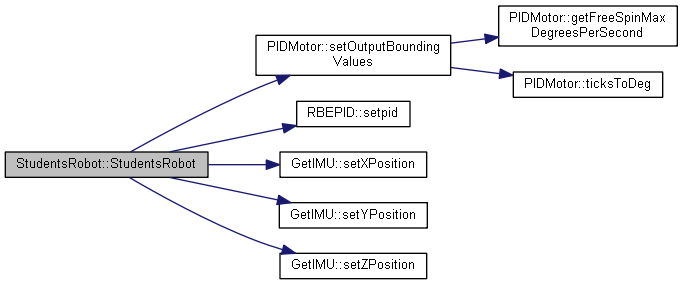 PIDMotor::getFreeSpinMax
DegreesPerSecond
PIDMotor::setOutputBounding
Values
PIDMotor::ticksToDeg
RBEPID::setpid
StudentsRobot::StudentsRobot
GetIMU::setXPosition
GetIMU::setYPosition
GetIMU::setZPosition